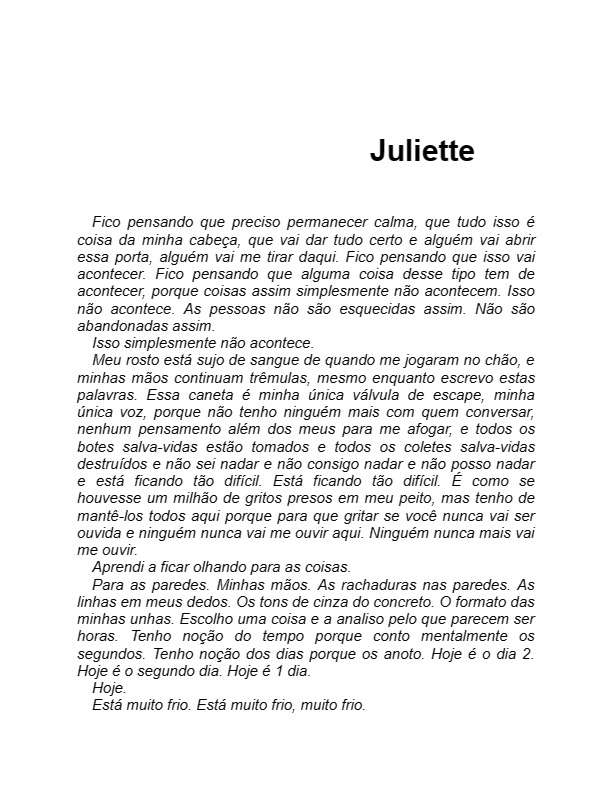 Juliette
Fico pensando que preciso permanecer calma, que tudo isso é
coisa da minha cabeça, que vai dar tudo certo e alguém vai abrir
essa porta, alguém vai me tirar daqui. Fico pensando que isso vai
acontecer. Fico pensando que alguma coisa desse tipo tem de
acontecer, porque coisas assim simplesmente não acontecem. Isso
não acontece. As pessoas não são esquecidas assim. Não são
abandonadas assim.
Isso simplesmente não acontece.
Meu rosto está sujo de sangue de quando me jogaram no chão, e
minhas mãos continuam trêmulas, mesmo enquanto escrevo estas
palavras. Essa caneta é minha única válvula de escape, minha
única voz, porque não tenho ninguém mais com quem conversar,
nenhum pensamento além dos meus para me afogar, e todos os
botes salva-vidas estão tomados e todos os coletes salva-vidas
destruídos e não sei nadar e não consigo nadar e não posso nadar
e está ficando tão difícil. Está ficando tão difícil. É como se
houvesse um milhão de gritos presos em meu peito, mas tenho de
mantê-los todos aqui porque para que gritar se você nunca vai ser
ouvida e ninguém nunca vai me ouvir aqui. Ninguém nunca mais vai
me ouvir.
Aprendi a ficar olhando para as coisas.
Para as paredes. Minhas mãos. As rachaduras nas paredes. As
linhas em meus dedos. Os tons de cinza do concreto. O formato das
minhas unhas. Escolho uma coisa e a analiso pelo que parecem ser
horas. Tenho noção do tempo porque conto mentalmente os
segundos. Tenho noção dos dias porque os anoto. Hoje é o dia 2.
Hoje é o segundo dia. Hoje é 1 dia.
Hoje.
Está muito frio. Está muito frio, muito frio.